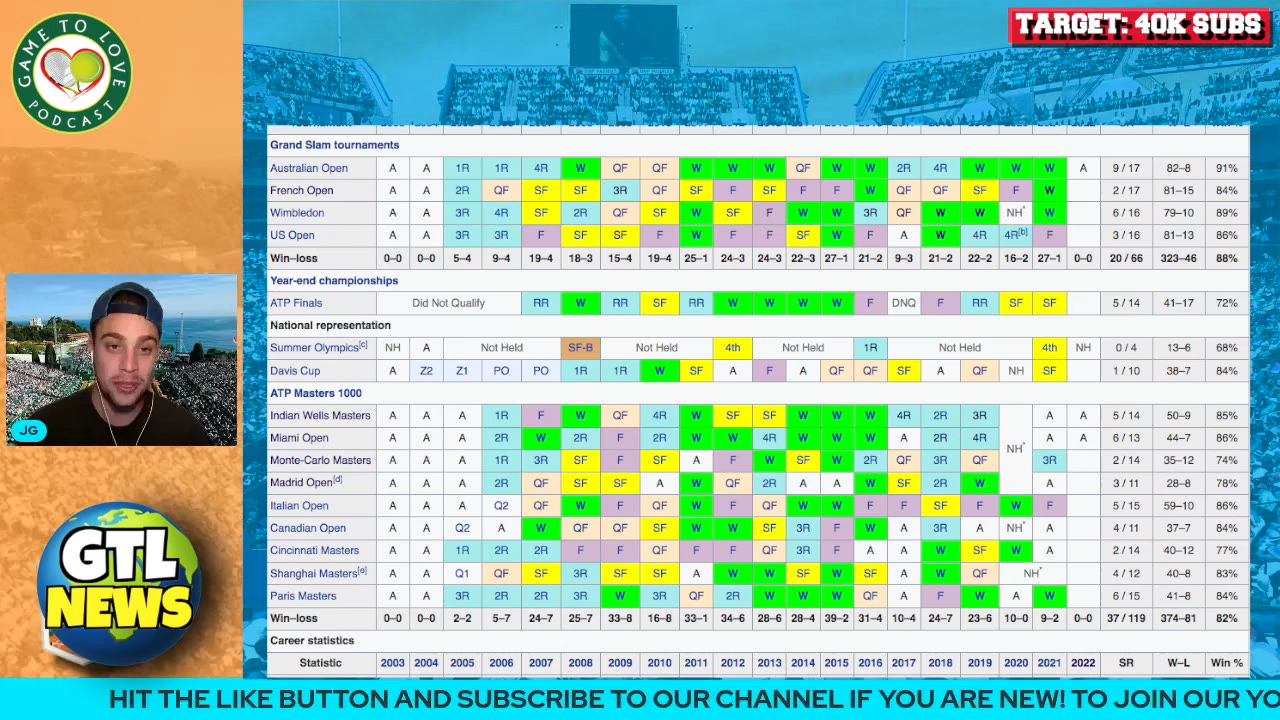 GAME TO LOVE
PODCAST
TARGET: 40K SUBS
Grand Slam tournaments
Australian Open A A 1R 1R 4R W QF QF W W W QF W W 2R 4R W W W A 9 / 17 82–8 91%
French Open A A 2R QF SF SF 3R QF SF F SF F F W QF QF SF F W 2 / 17 81–15 84%
Wimbledon A A 3R 4R SF 2R QF SF W SF F W W 3R QF W W NH* W 6 / 16 79–10 89%
US Open A A 3R 3R F SF SF F W F F SF W F A W 4R 4R[b] F 3 / 16 81–13 86%
Win–loss 0–0 0–0 5–4 9–4 19–4 18–3 15–4 19–4 25–1 24–3 24–3 22–3 27–1 21–2 9–3 21–2 22–2 16–2 27–1 0–0 20 / 66 323–46 88%
Year-end championships
ATP Finals Did Not Qualify RR W RR SF RR W W W W F DNQ F RR SF SF 5 / 14 41–17 72%
National representation
Summer Olympics[c] NH A Not Held SF-B Not Held 4th Not Held 1R Not Held 4th NH 0 / 4 13–6 68%
Davis Cup A Z2 Z1 PO PO 1R 1R W SF A F A QF QF SF A QF NH SF 1 / 10 38–7 84%
ATP Masters 1000
Indian Wells Masters A A A 1R F W QF 4R W SF SF W W W 4R 2R 3R NH* A A 5 / 14 50–9 85%
Miami Open A A A 2R W 2R F 2R W W 4R W W W A 2R 4R A A 6 / 13 44–7 86%
Monte-Carlo Masters A A A 1R 3R SF F SF A F W SF W 2R QF 3R QF 3R 2 / 14 35–12 74%
Madrid Open[d] A A A 2R QF SF SF A W QF 2R A A W SF 2R W A 3 / 11 28–8 78%
Italian Open A A A Q2 QF W F QF W F QF W W F F SF F W F 5 / 15 59–10 86%
Canadian Open A A Q2 A W QF QF SF W W SF 3R F W A 3R A NH* A 4 / 11 37–7 84%
Cincinnati Masters A A 1R 2R 2R F F QF F F QF 3R F A A W SF W A 2 / 14 40–12 77%
Shanghai Masters[e] A A Q1 QF SF 3R SF SF A W W SF W SF A W QF NH* 4 / 12 40–8 83%
Paris Masters A A 3R 2R 2R 3R W 3R QF 2R W W W QF A F W A W 6 / 15 41–8 84%
Win–loss 0–0 0–0 2–2 5–7 24–7 25–7 33–8 16–8 33–1 34–6 28–6 28–4 39–2 31–4 10–4 24–7 23–6 10–0 9–2 0–0 37 / 119 374–81 82%
Career statistics
Statistic 2003 2004 2005 2006 2007 2008 2009 2010 2011 2012 2013 2014 2015 2016 2017 2018 2019 2020 2021 2022 SR W–L Win %
JG
GTL
NEWS
HIT THE LIKE BUTTON AND SUBSCRIBE TO OUR CHANNEL IF YOU ARE NEW! TO JOIN OUR YO